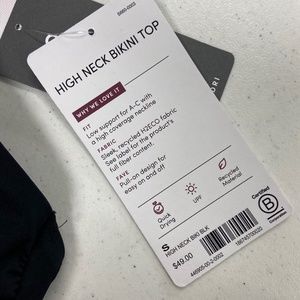 HIGH NECK BIKINI TOP
WHY WE LOVE IT
FIT
Low support for A-C with
a high coverage neckline
FABRIC
Sleek, recycled H2ECO fabric
See label for the product's
full fiber content.
FAVE
Pull-on design for
easy on and off
Quick
Drying
UPF
Recycled
Material
Certified
B
Corporation
S
HIGH NECK BIKI BLK
$49.00